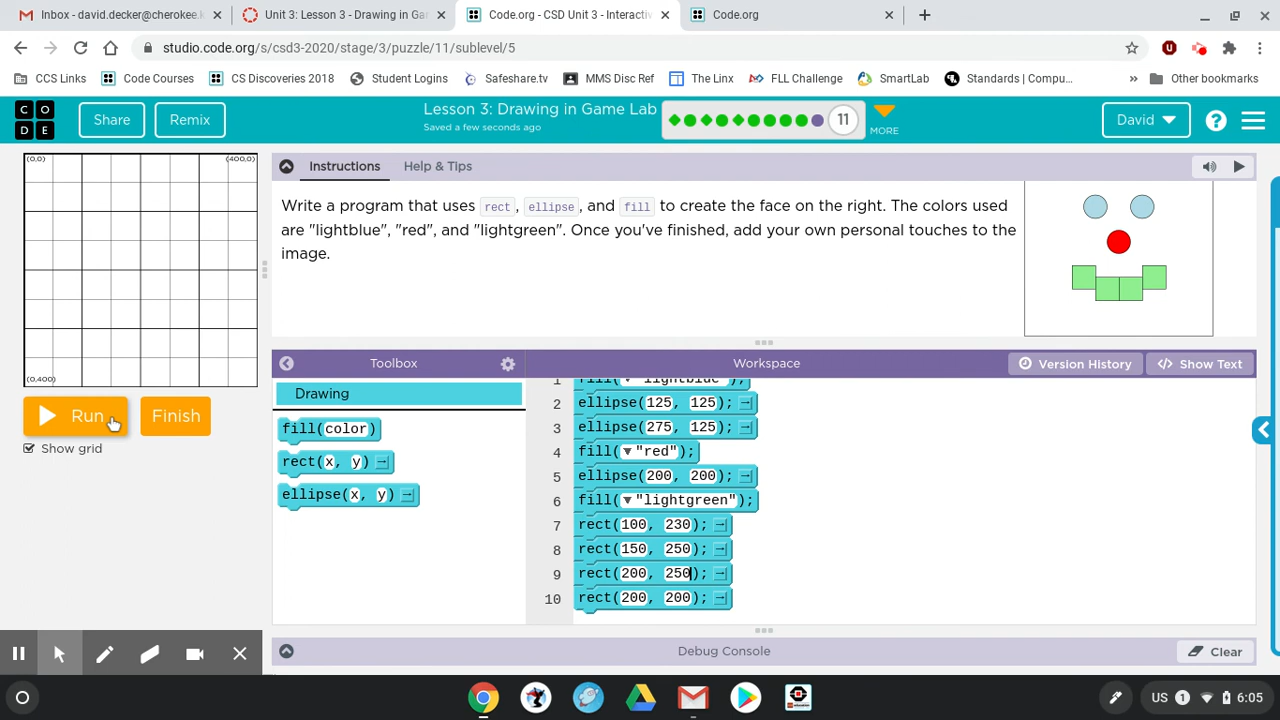 Inbox - david.decker@cherokee.k
Unit 3: Lesson 3 - Drawing in Gar
Code.org - CSD Unit 3 - Interactiv
Code.org
studio.code.org/s/csd3-2020/stage/3/puzzle/11/sublevel/5
CCS Links
Code Courses
CS Discoveries 2018
Student Logins
Safeshare.tv
MMS Disc Ref
The Linx
FLL Challenge
SmartLab
Standards | Compu...
»
Other bookmarks
C O
D E
Share
Remix
Lesson 3: Drawing in Game Lab
Saved a few seconds ago
11
MORE
David
?
(0,0)
(400,0)
(0,400)
Run
Finish
Show grid
Instructions
Help & Tips
Write a program that uses rect, ellipse, and fill to create the face on the right. The colors used
are "lightblue", "red", and "lightgreen". Once you've finished, add your own personal touches to the
image.
Toolbox
Workspace
Version History
</> Show Text
Drawing
fill(color)
rect(x, y)
ellipse(x, y)
1 fill("lightblue");
2 ellipse(125, 125);
3 ellipse(275, 125);
4 fill("red");
5 ellipse(200, 200);
6 fill("lightgreen");
7 rect(100, 230);
8 rect(150, 250);
9 rect(200, 250);
10 rect(200, 200);
Debug Console
Clear
US
1
6:05